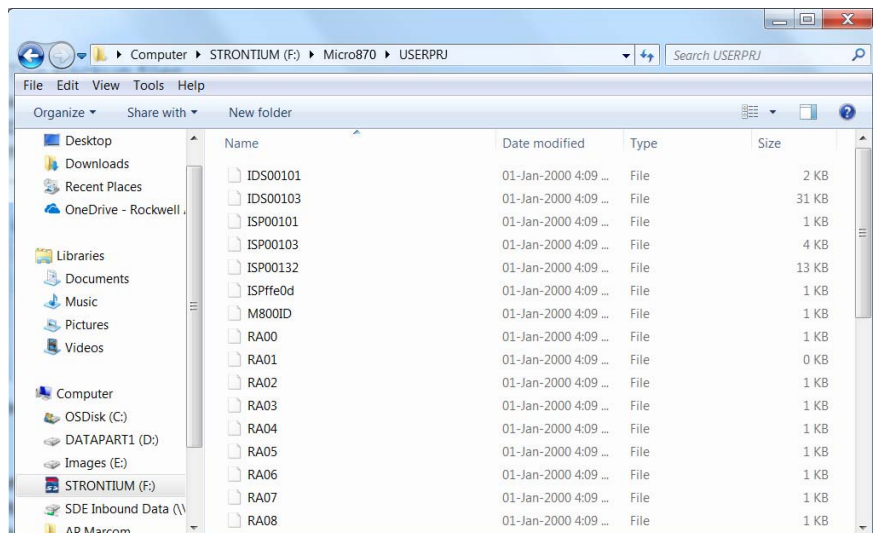 Computer ▸ STRONTIUM (F:) ▸ Micro870 ▸ USERPRJ
Search USERPRJ
File Edit View Tools Help
Organize Share with New folder
Desktop
Downloads
Recent Places
OneDrive - Rockwell
Libraries
Documents
Music
Pictures
Videos
Computer
OSDisk (C:)
DATAPART1 (D:)
Images (E:)
STRONTIUM (F:)
SDE Inbound Data (\\
AP Marcom
Name Date modified Type Size
IDS00101 01-Jan-2000 4:09 ... File 2 KB
IDS00103 01-Jan-2000 4:09 ... File 31 KB
ISP00101 01-Jan-2000 4:09 ... File 1 KB
ISP00103 01-Jan-2000 4:09 ... File 4 KB
ISP00132 01-Jan-2000 4:09 ... File 13 KB
ISPffe0d 01-Jan-2000 4:09 ... File 1 KB
M800ID 01-Jan-2000 4:09 ... File 1 KB
RA00 01-Jan-2000 4:09 ... File 1 KB
RA01 01-Jan-2000 4:09 ... File 0 KB
RA02 01-Jan-2000 4:09 ... File 1 KB
RA03 01-Jan-2000 4:09 ... File 1 KB
RA04 01-Jan-2000 4:09 ... File 1 KB
RA05 01-Jan-2000 4:09 ... File 1 KB
RA06 01-Jan-2000 4:09 ... File 1 KB
RA07 01-Jan-2000 4:09 ... File 1 KB
RA08 01-Jan-2000 4:09 ... File 1 KB